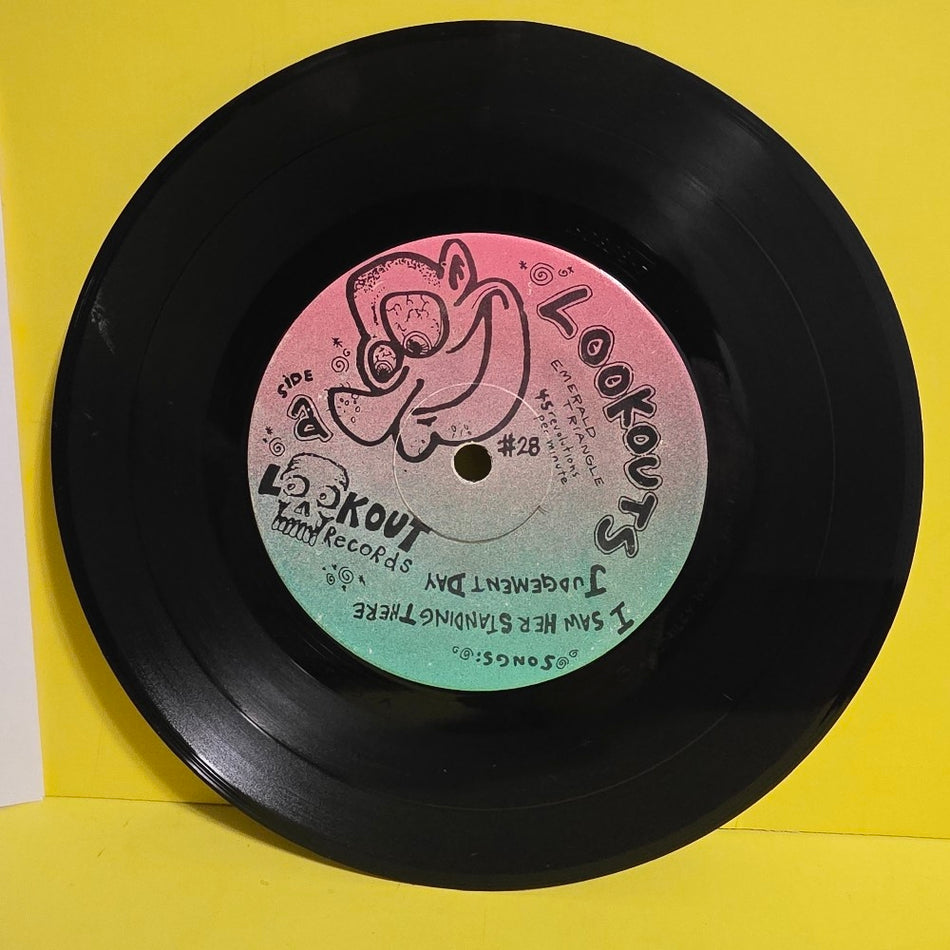 LOOKOUTS
EMERALD
TRIANGLE
45 revolutions
per minute
#28
SIDE
LOOKOUT
RECORDS
SONGS:
I SAW HER STANDING THERE
JUDGEMENT DAY